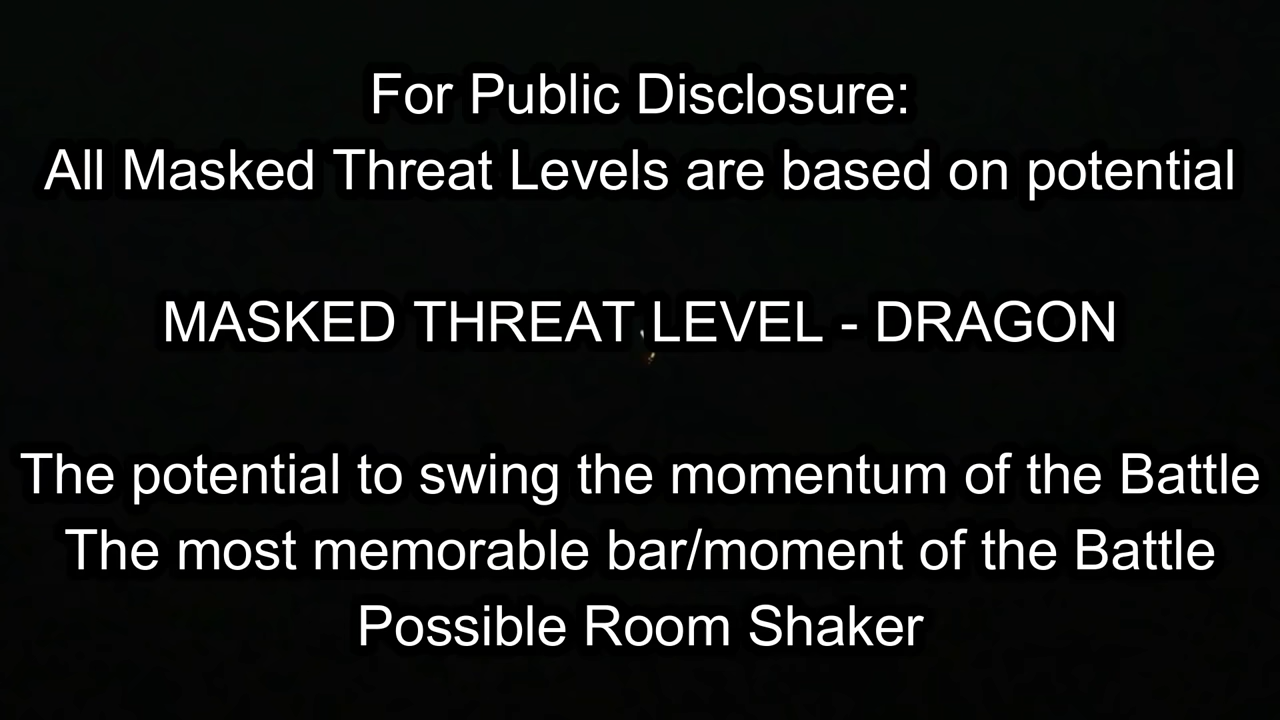 For Public Disclosure:
All Masked Threat Levels are based on potential
MASKED THREAT LEVEL - DRAGON
The potential to swing the momentum of the Battle
The most memorable bar/moment of the Battle
Possible Room Shaker